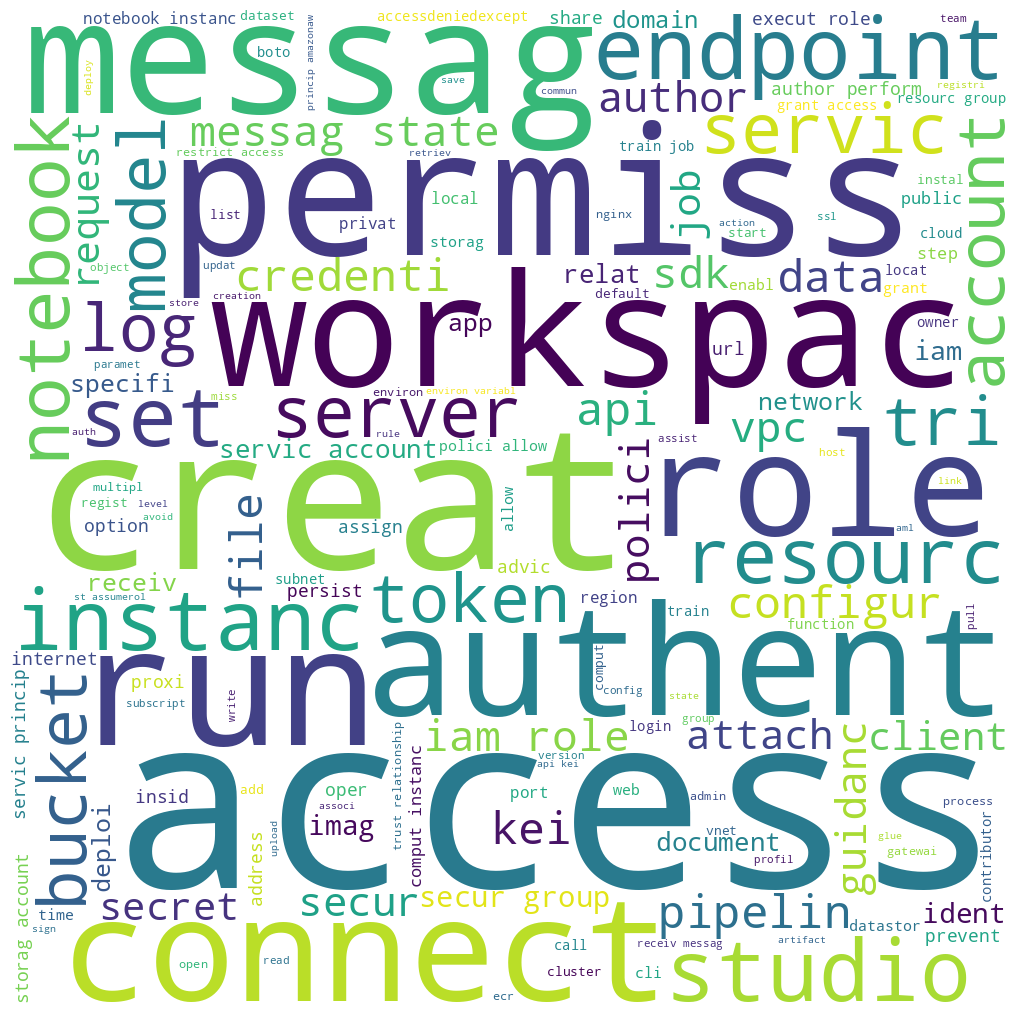 notebook instanc
dataset
accessdeniedexcept
share
domain
execut role
team
messag
endpoint
boto
save
princip amazonaw
deploy
commun
author
author perform
registri
grant access
resourc group
messag state
servic
notebook
request
model
restrict access
retriev
train job
account
permiss
list
privat
local
storag
nginx
job
action
start
ssl
instal
public
cloud
step
object
updat
credenti
relat
sdk
enabl
data
locat
grant
creation
store
default
workspac
log
app
url
owner
iam
paramet
specifi
miss
environ
environ variabl
set
server
api
network
vpc
tri
auth
rule
servic account
polici allow
polici
assist
host
role
creat
multipl
regist
level
avoid
option
file
assign
allow
link
aml
resourc
receiv
subnet
persist
advic
st assumerol
instanc
token
region
train
configur
function
pull
authent
internet
proxi
subscript
run
write
comput
config
state
group
servic princip
bucket
iam role
login
attach
guidanc
client
trust relationship
comput instanc
version
api kei
access
insid
add
oper
associ
port
web
admin
process
deploi
imag
upload
kei
document
vnet
profil
glue
gatewai
contributor
address
storag account
time
sign
secret
secur
secur group
pipelin
datastor
ident
prevent
connect
open
read
call
receiv messag
artifact
cluster
cli
ecr
studio